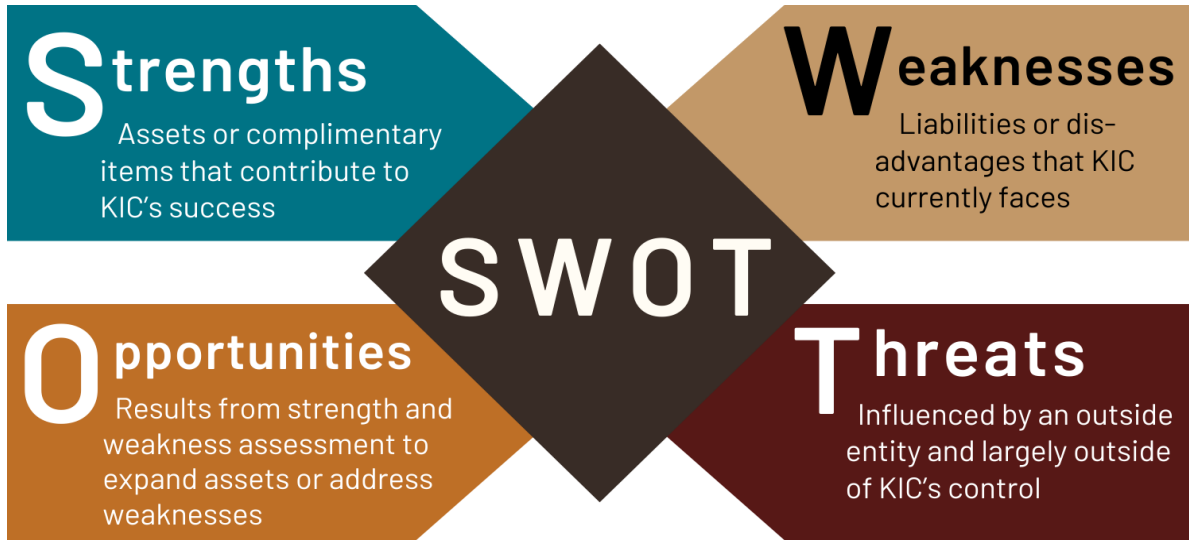 Strengths
Assets or complimentary
items that contribute to
KIC's success
Weaknesses
Liabilities or dis-
advantages that KIC
currently faces
SWOT
Opportunities
Results from strength and
weakness assessment to
expand assets or address
weaknesses
Threats
Influenced by an outside
entity and largely outside
of KIC's control